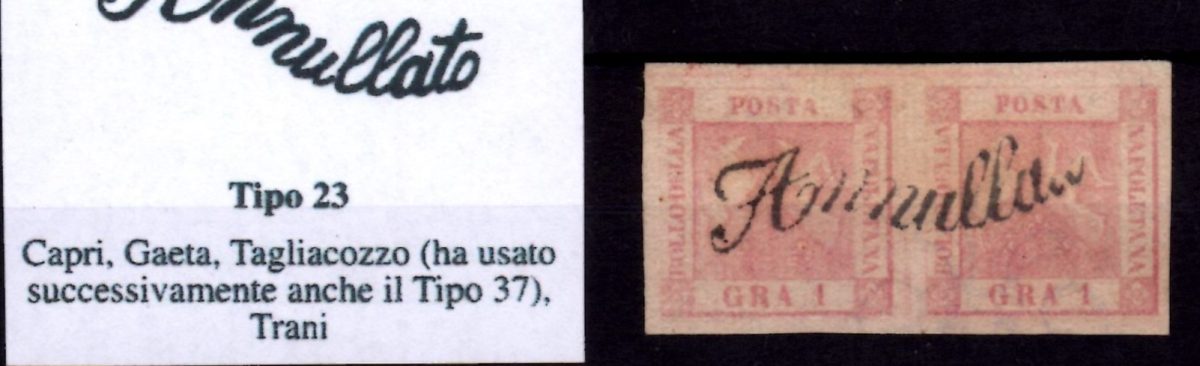 Annullato
Tipo 23
Capri, Gaeta, Tagliacozzo (ha usato
successivamente anche il Tipo 37),
Trani
POSTA
BOLLO DELLA
NAPOLETANA
GRA 1
Annullato
POSTA
BOLLO DELLA
NAPOLETANA
GRA 1